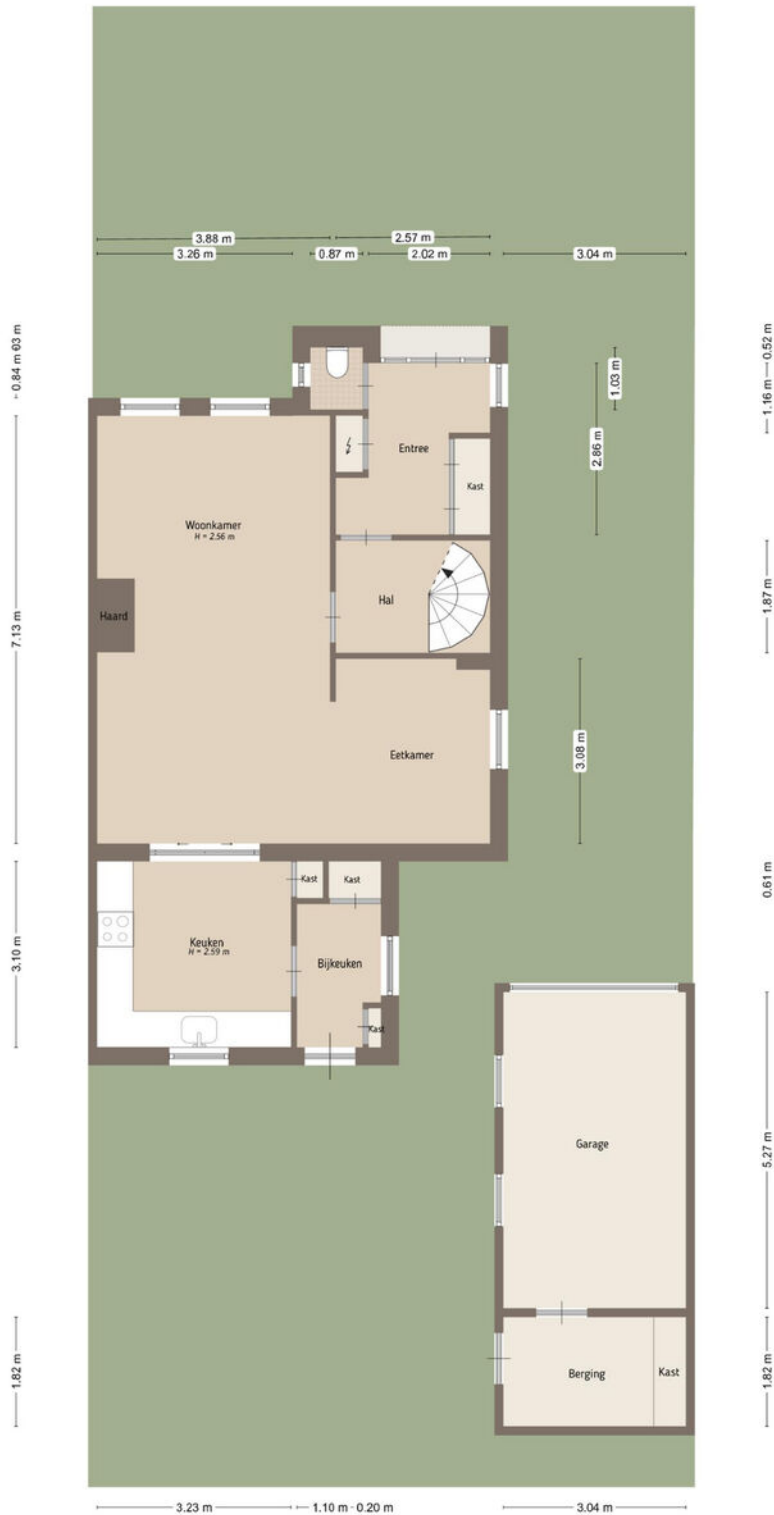 3.88 m
2.57 m
3.26 m
0.87 m
2.02 m
3.04 m
0.84 m
03 m
0.52 m
1.16 m
1.03 m
2.86 m
Entree
Kast
Woonkamer
H = 2.56 m
Haard
Hal
7.13 m
1.87 m
Eetkamer
3.08 m
Kast
Kast
0.61 m
Keuken
H = 2.59 m
Bijkeuken
3.10 m
Kast
Garage
5.27 m
Berging
Kast
1.82 m
1.82 m
3.23 m
1.10 m
0.20 m
3.04 m